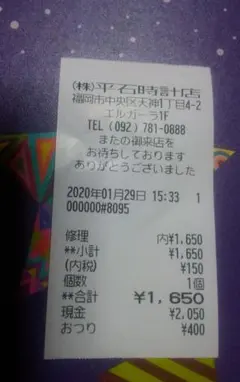 (株)平石時計店
福岡市中央区天神1丁目4-2
エルガーラ1F
TEL (092) 781-0888
またの御来店を
お待ちしております
ありがとうございました
2020年01月29日 15:33 1
000000#8095
修理 内¥1,650
**小計 ¥1,650
(内税) ¥150
個数 1個
**合計 ¥1,650
現金 ¥2,050
おつり ¥400